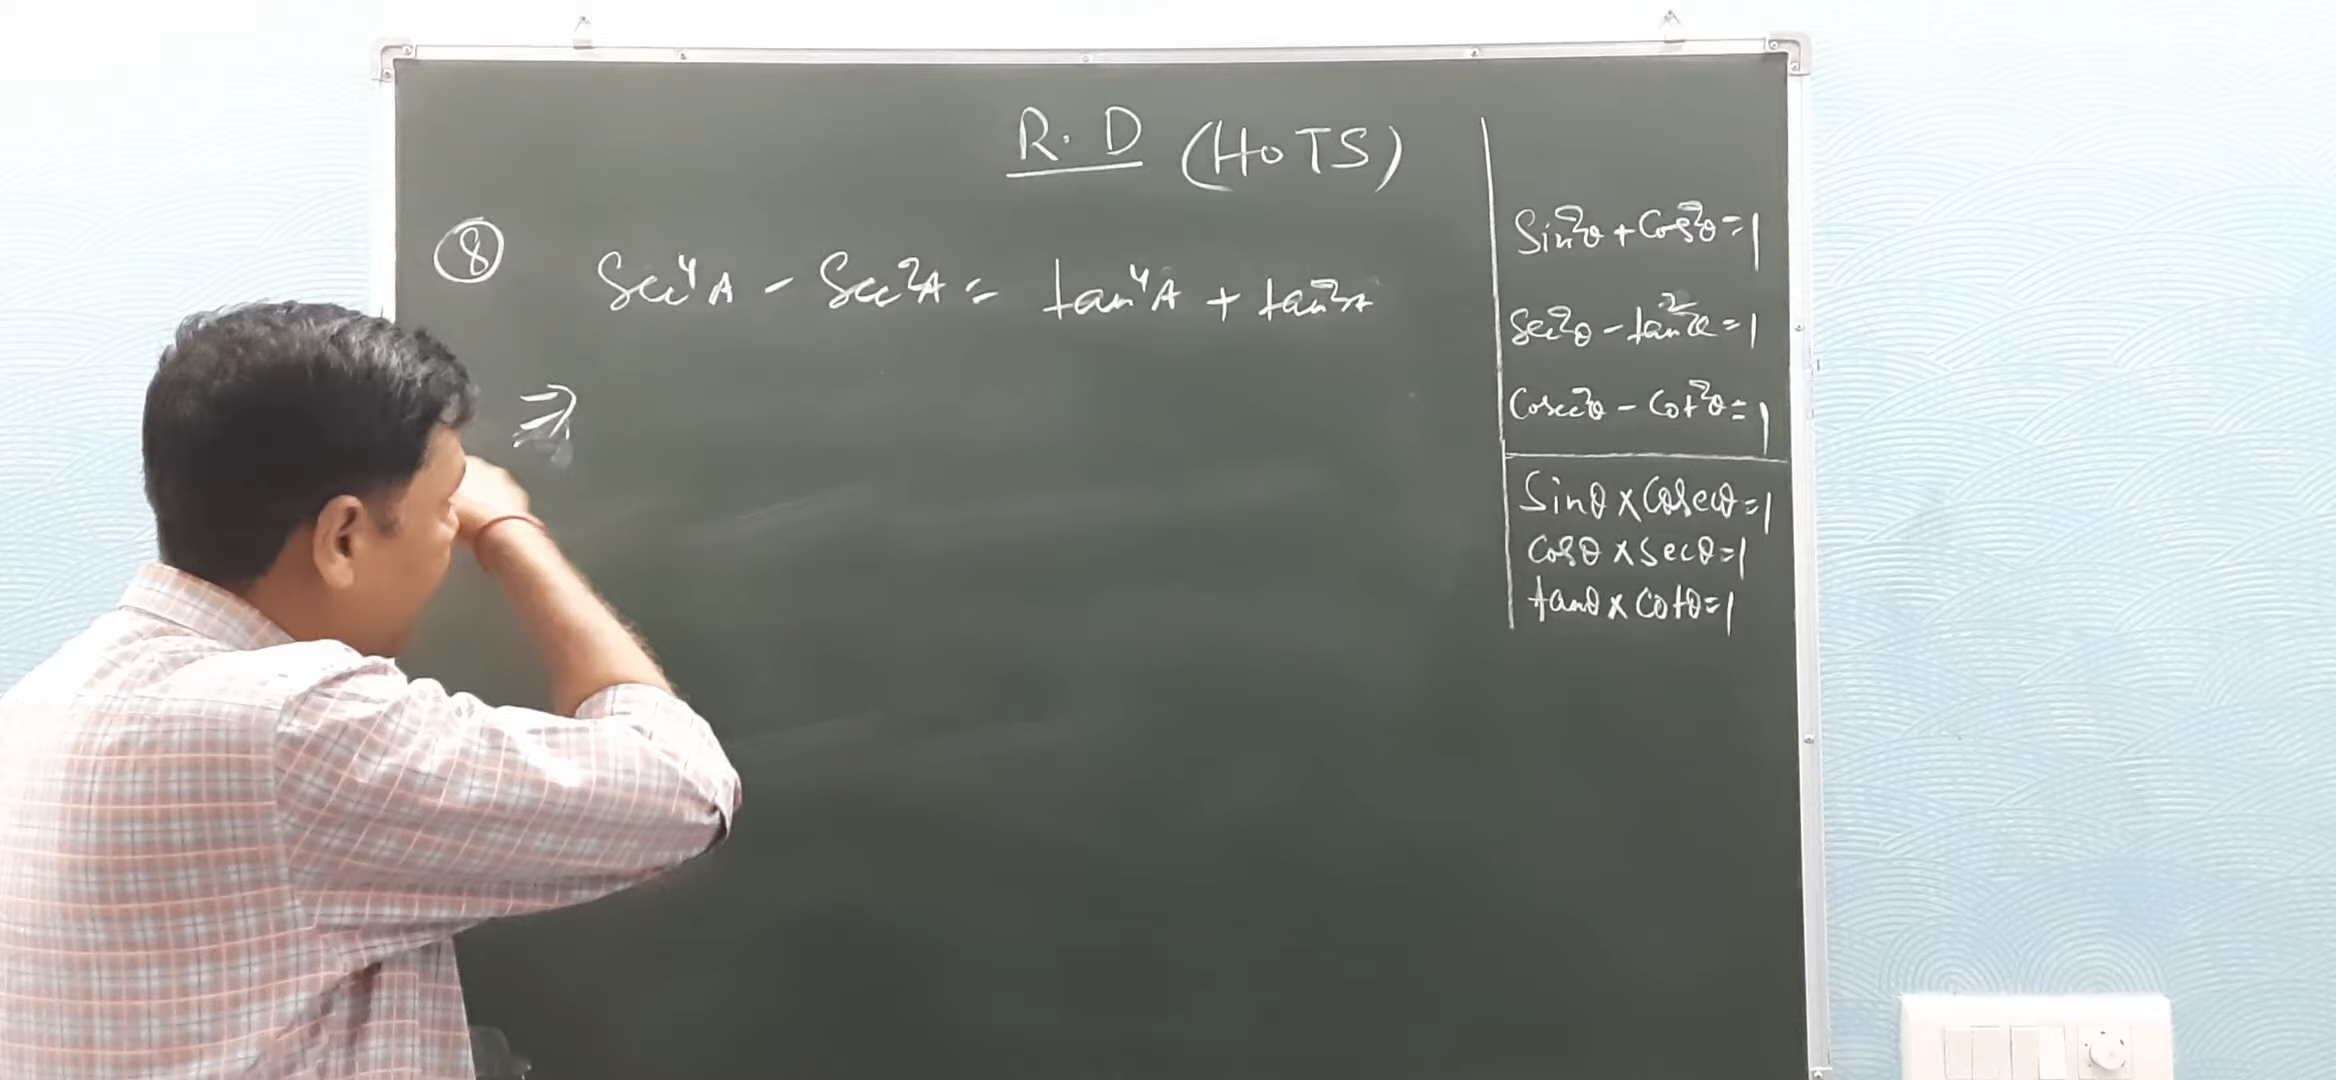 R.D (HOTS)
⑧ Sec⁴A - Sec²A = tan⁴A + tan²A
⇒
Sin²θ + Cos²θ = 1
Sec²θ - tan²θ = 1
Cosec²θ - Cot²θ = 1
Sinθ × Cosecθ = 1
Cosθ × Secθ = 1
tanθ × Cotθ = 1